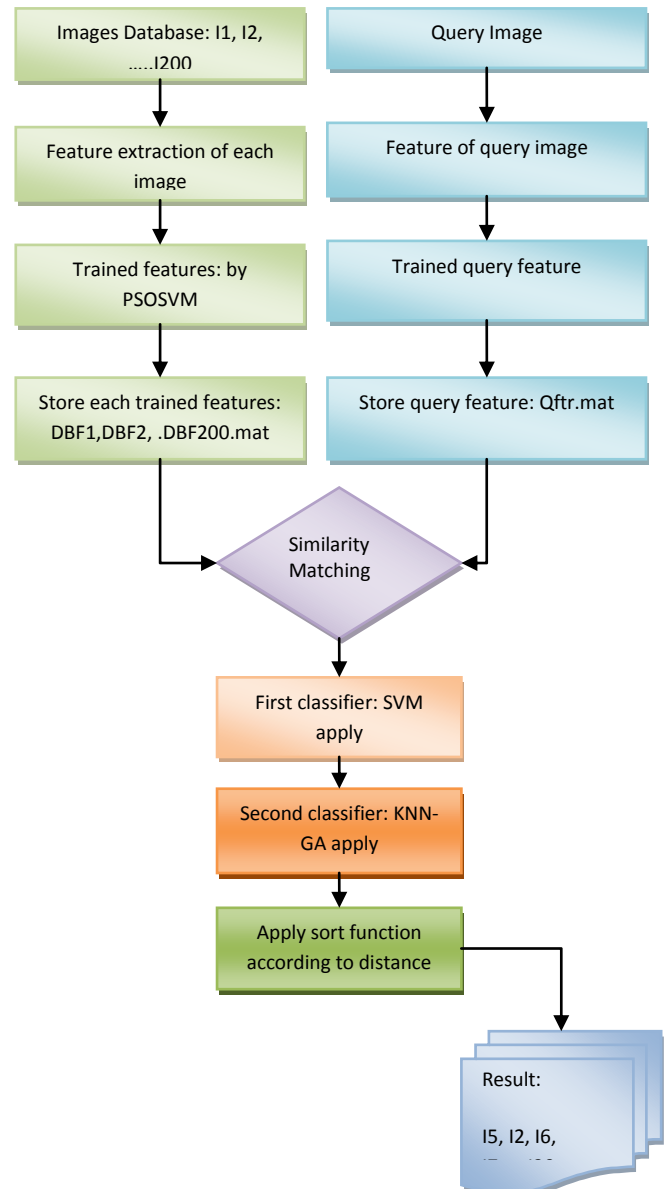 Images Database: I1, I2,
.....I200
Query Image
Feature extraction of each
image
Feature of query image
Trained features: by
PSOSVM
Trained query feature
Store each trained features:
DBF1,DBF2, .DBF200.mat
Store query feature: Qftr.mat
Similarity
Matching
First classifier: SVM
apply
Second classifier: KNN-
GA apply
Apply sort function
according to distance
Result:
I5, I2, I6,